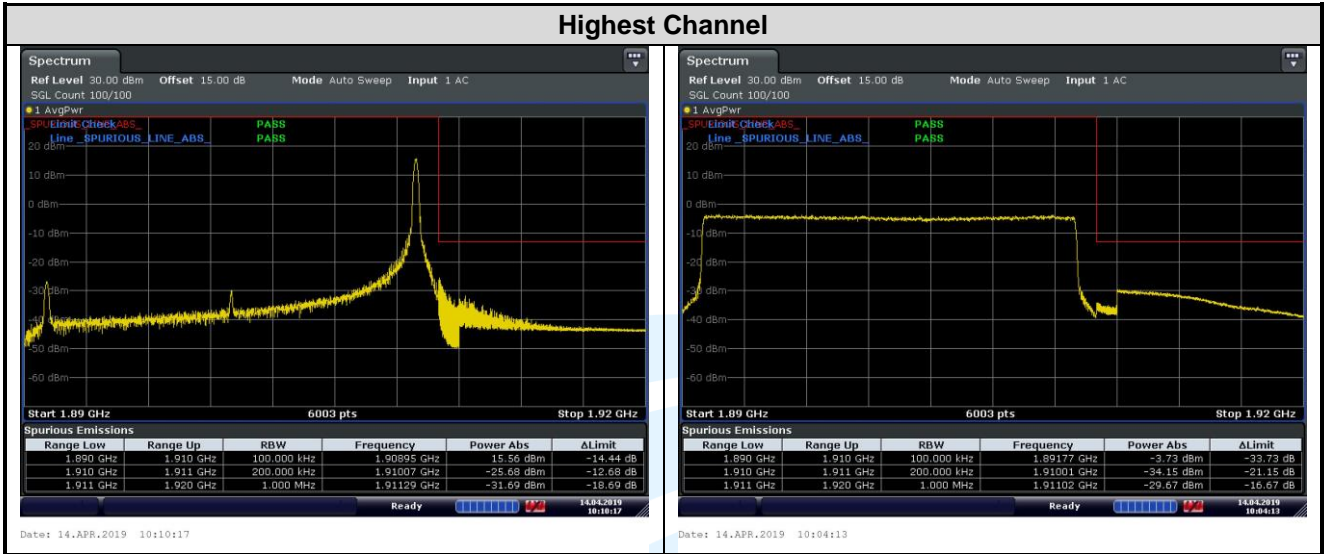 Highest Channel
Spectrum
Ref Level 30.00 dBm Offset 15.00 dB Mode Auto Sweep Input 1 AC
SGL Count 100/100
1 AvgPwr
Limit Check PASS
Line _SPURIOUS_LINE_ABS_ PASS
20 dBm
10 dBm
0 dBm
-10 dBm
-20 dBm
-30 dBm
-40 dBm
-50 dBm
-60 dBm
Start 1.89 GHz 6003 pts Stop 1.92 GHz
Spurious Emissions
Range Low Range Up RBW Frequency Power Abs ΔLimit
1.890 GHz 1.910 GHz 100.000 kHz 1.90895 GHz 15.56 dBm -14.44 dB
1.910 GHz 1.911 GHz 200.000 kHz 1.91007 GHz -25.68 dBm -12.68 dB
1.911 GHz 1.920 GHz 1.000 MHz 1.91129 GHz -31.69 dBm -18.69 dB
Ready 14.04.2019
10:10:17
Date: 14.APR.2019 10:10:17
Spectrum
Ref Level 30.00 dBm Offset 15.00 dB Mode Auto Sweep Input 1 AC
SGL Count 100/100
1 AvgPwr
Limit Check PASS
Line _SPURIOUS_LINE_ABS_ PASS
20 dBm
10 dBm
0 dBm
-10 dBm
-20 dBm
-30 dBm
-40 dBm
-50 dBm
-60 dBm
Start 1.89 GHz 6003 pts Stop 1.92 GHz
Spurious Emissions
Range Low Range Up RBW Frequency Power Abs ΔLimit
1.890 GHz 1.910 GHz 100.000 kHz 1.89177 GHz -3.73 dBm -33.73 dB
1.910 GHz 1.911 GHz 200.000 kHz 1.91001 GHz -34.15 dBm -21.15 dB
1.911 GHz 1.920 GHz 1.000 MHz 1.91102 GHz -29.67 dBm -16.67 dB
Ready 14.04.2019
10:04:13
Date: 14.APR.2019 10:04:13